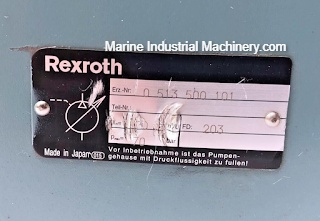 Marine Industrial Machinery.com
Rexroth
Erz.-Nr: 0 513 500 101
Teil-Nr:
FD: 203
Made in Japan
Vor Inbetriebnahme ist das Pumpen-
gehäuse mit Druckflüssigkeit zu füllen!